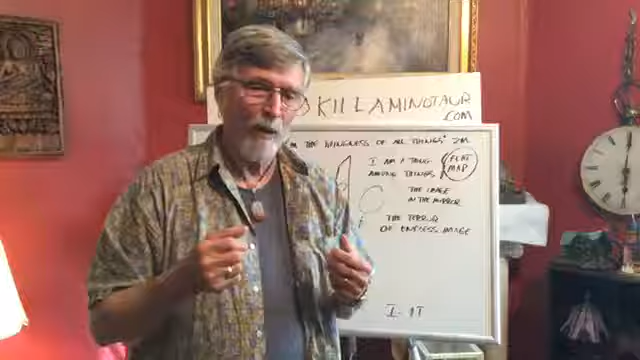 KILLAMINOTAUR
.COM
THE THINGNESS OF ALL THINGS
I AM A THING
AMONG THINGS
FLAT
MAP
THE IMAGE
IN THE MIRROR
THE TERROR
OF ENDLESS IMAGE
I - IT